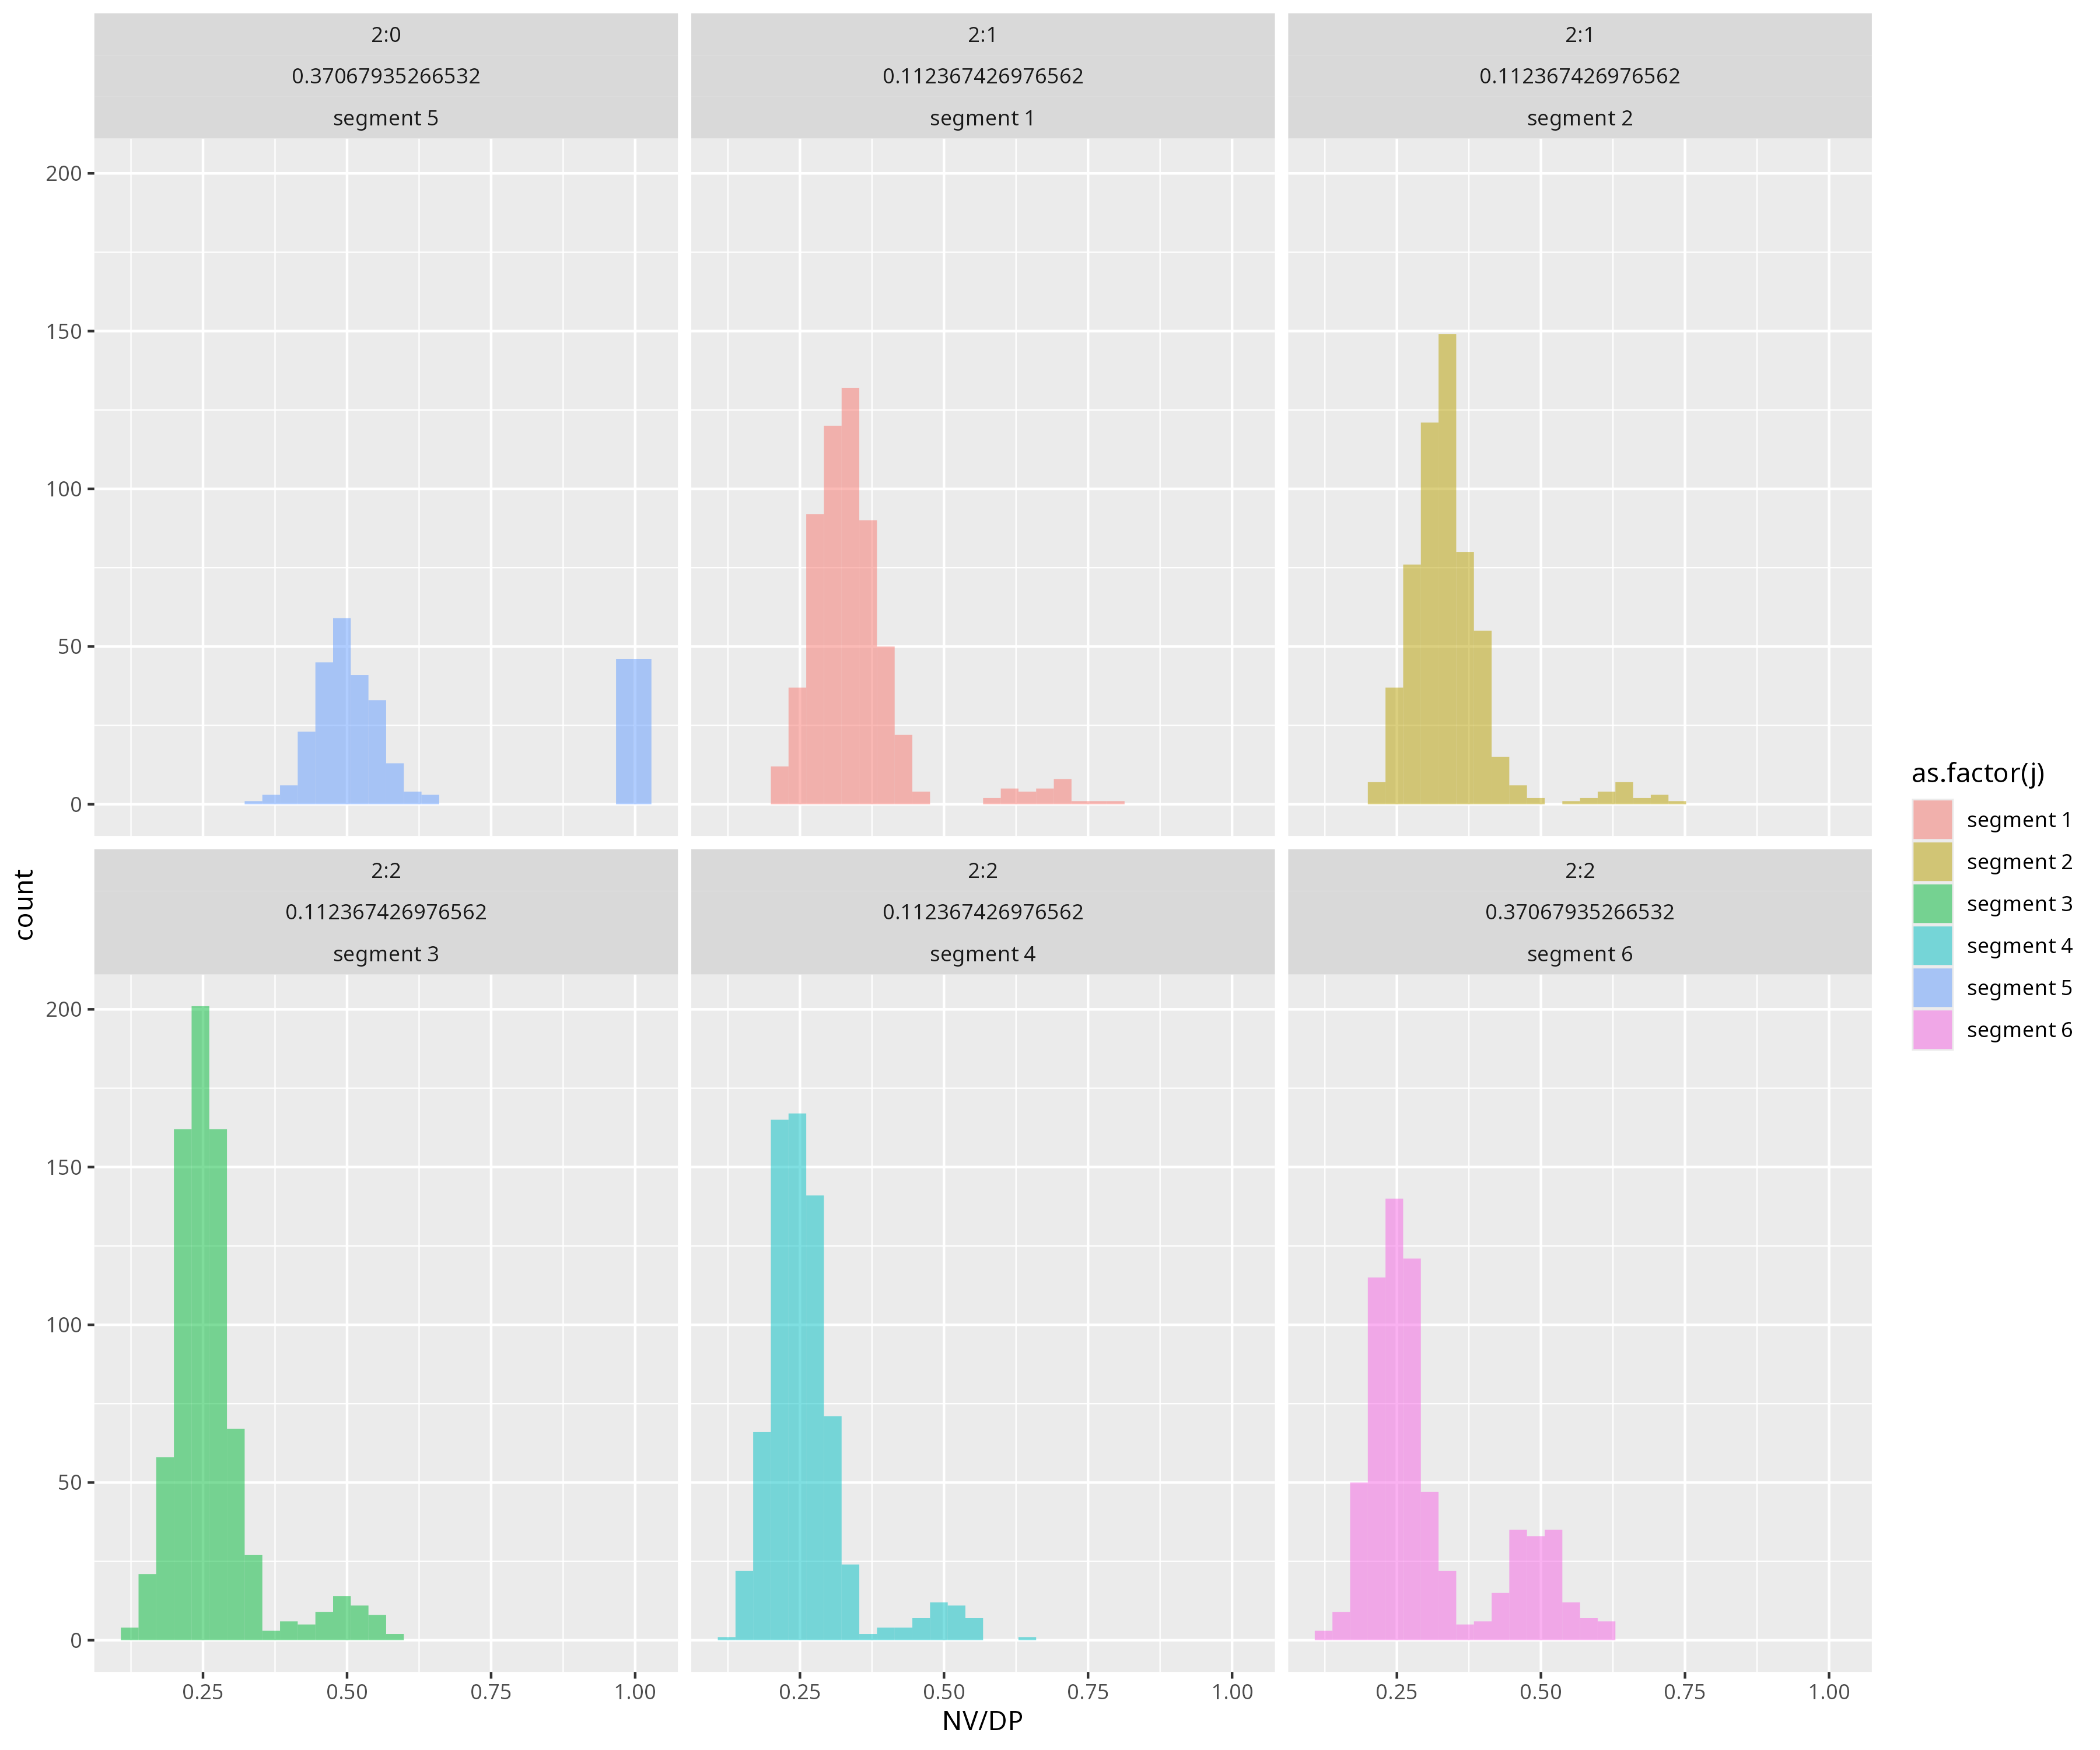 2:0
0.37067935266532
segment 5
2:1
0.112367426976562
segment 1
2:1
0.112367426976562
segment 2
200
150
100
50
0
2:2
0.112367426976562
segment 3
2:2
0.112367426976562
segment 4
2:2
0.37067935266532
segment 6
200
150
100
50
0
0.25 0.50 0.75 1.00
0.25 0.50 0.75 1.00
0.25 0.50 0.75 1.00
NV/DP
count
as.factor(j)
segment 1
segment 2
segment 3
segment 4
segment 5
segment 6